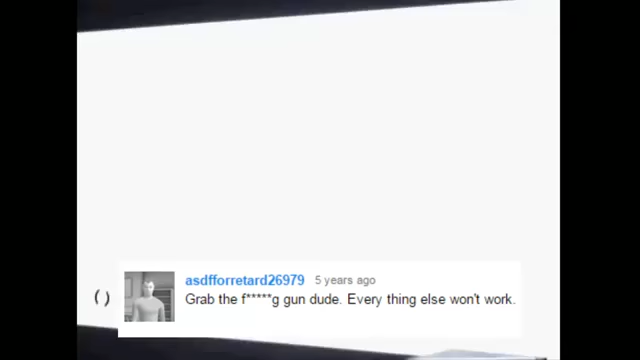 asdfforretard26979 5 years ago
( ) Grab the f*****g gun dude. Every thing else won't work.